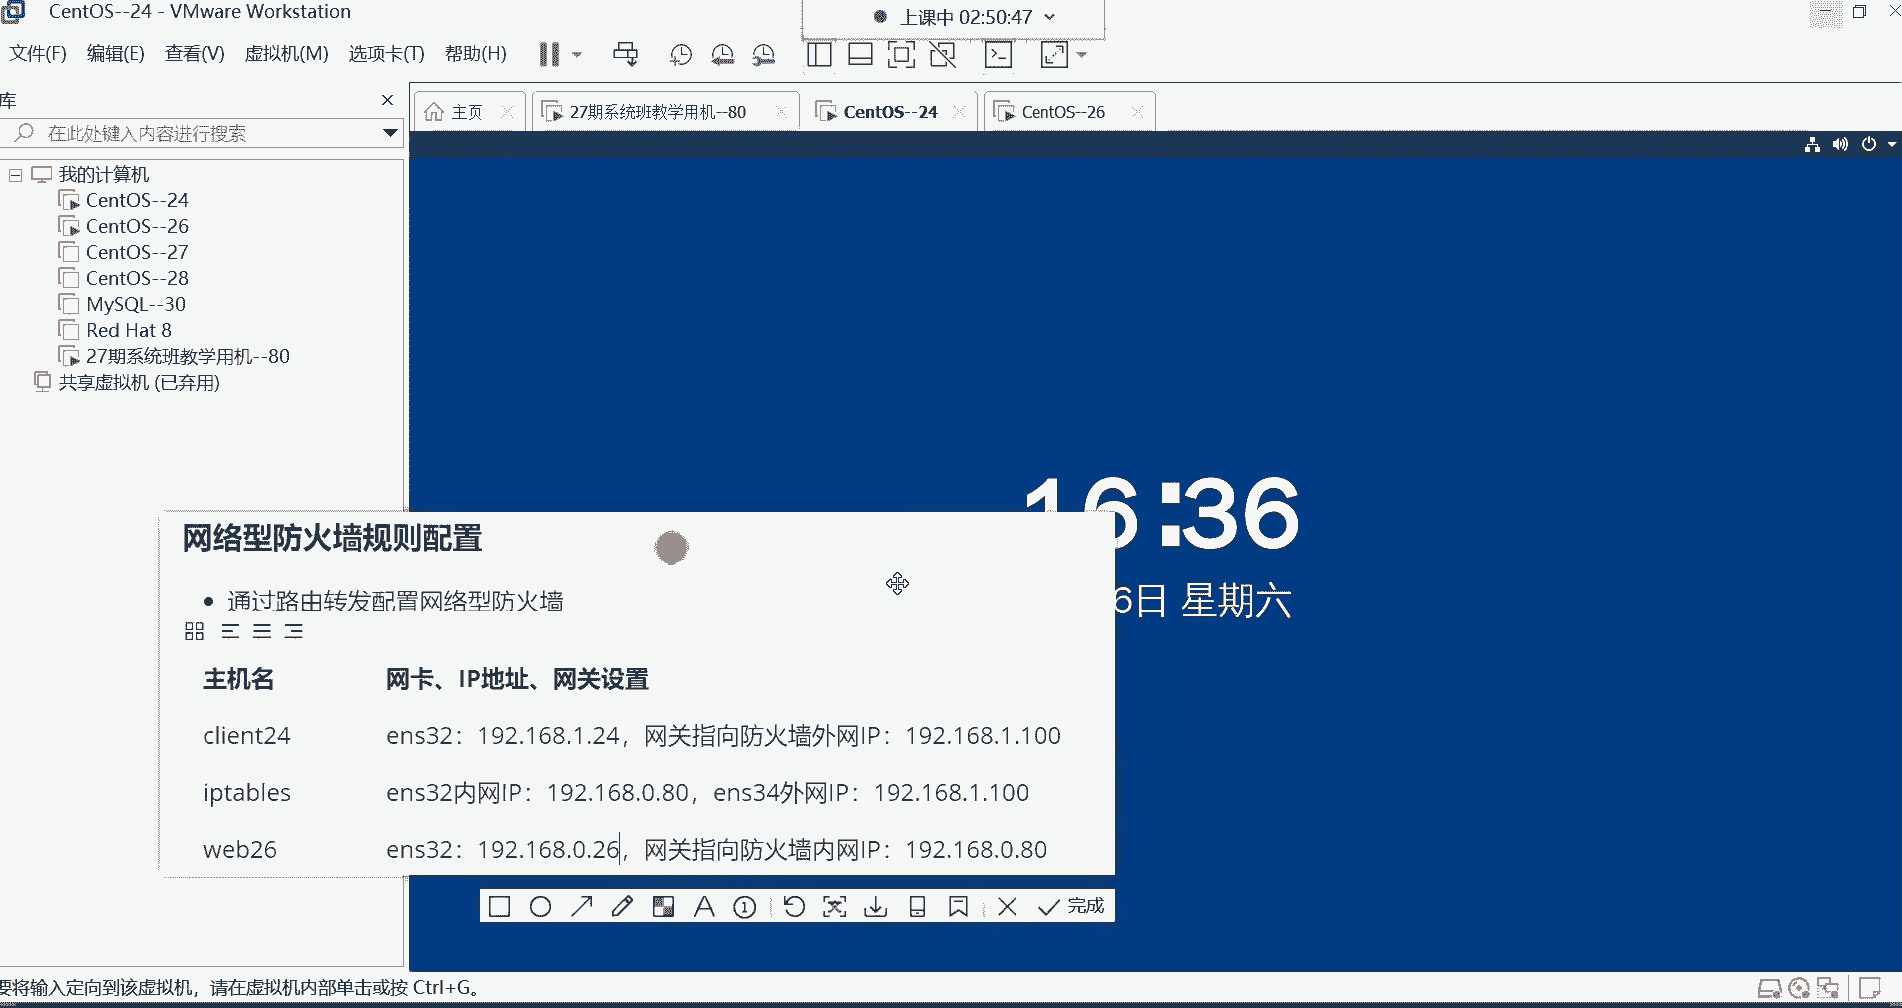 CentOS--24 - VMware Workstation
上课中 02:50:47
文件(F) 编辑(E) 查看(V) 虚拟机(M) 选项卡(T) 帮助(H)
库
在此处键入内容进行搜索
主页
27期系统班教学用机--80
CentOS--24
CentOS--26
我的计算机
CentOS--24
CentOS--26
CentOS--27
CentOS--28
MySQL--30
Red Hat 8
27期系统班教学用机--80
共享虚拟机 (已弃用)
16:36
6日 星期六
网络型防火墙规则配置
通过路由转发配置网络型防火墙
主机名 网卡、IP地址、网关设置
client24 ens32：192.168.1.24，网关指向防火墙外网IP：192.168.1.100
iptables ens32内网IP：192.168.0.80，ens34外网IP：192.168.1.100
web26 ens32：192.168.0.26，网关指向防火墙内网IP：192.168.0.80
完成
要将输入定向到该虚拟机，请在虚拟机内部单击或按 Ctrl+G。